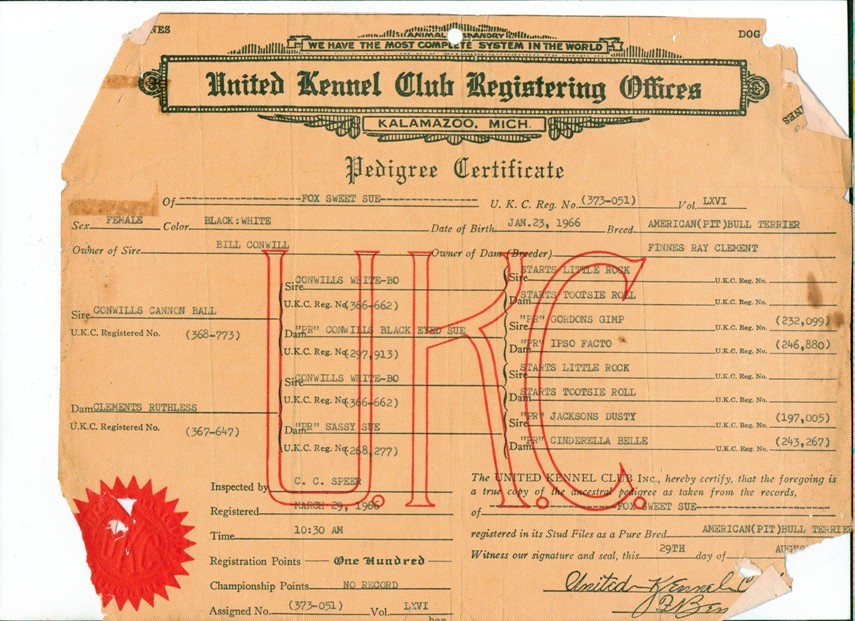 NES DOG
ANIMAL HUSBANDRY
WE HAVE THE MOST COMPLETE SYSTEM IN THE WORLD
United Kennel Club Registering Offices
KALAMAZOO, MICH.
INES
Pedigree Certificate
Of FOX SWEET SUE U. K. C. Reg. No. (373-051) Vol. LXVI
Sex FEMALE Color BLACK:WHITE Date of Birth JAN.23, 1966 Breed AMERICAN(PIT)BULL TERRIER
Owner of Sire BILL CONWILL Owner of Dam (Breeder) FINNES RAY CLEMENT
UKC
Sire CONWILLS CANNON BALL
U.K.C. Registered No. (368-773)
Dam CLEMENTS RUTHLESS
U.K.C. Registered No. (367-647)
Sire CONWILLS WHITE-BO
U.K.C. Reg. No. (366-662)
Dam "PR" CONWILLS BLACK EYED SUE
U.K.C. Reg. No. (297,913)
Sire CONWILLS WHITE-BO
U.K.C. Reg. No. (366-662)
Dam "PR" SASSY SUE
U.K.C. Reg. No. (268,277)
Sire STARTS LITTLE ROCK U.K.C. Reg. No.
Dam STARTS TOOTSIE ROLL U.K.C. Reg. No.
Sire "PR" GORDONS GIMP U.K.C. Reg. No. (232,099)
Dam "PR" IPSO FACTO U.K.C. Reg. No. (246,880)
Sire STARTS LITTLE ROCK U.K.C. Reg. No.
Dam STARTS TOOTSIE ROLL U.K.C. Reg. No.
Sire "PR" JACKSONS DUSTY U.K.C. Reg. No. (197,005)
Dam "PR" CINDERELLA BELLE U.K.C. Reg. No. (243,267)
Inspected by C. C. SPEER
Registered MARCH 29, 1966
Time 10:30 AM
Registration Points One Hundred
Championship Points NO RECORD
Assigned No. (373-051) Vol. LXVI
The UNITED KENNEL CLUB Inc., hereby certify, that the foregoing is
a true copy of the ancestral pedigree as taken from the records,
of FOX SWEET SUE
registered in its Stud Files as a Pure Bred AMERICAN(PIT)BULL TERRIER
Witness our signature and seal, this 29TH day of AUGU
United Kennel C